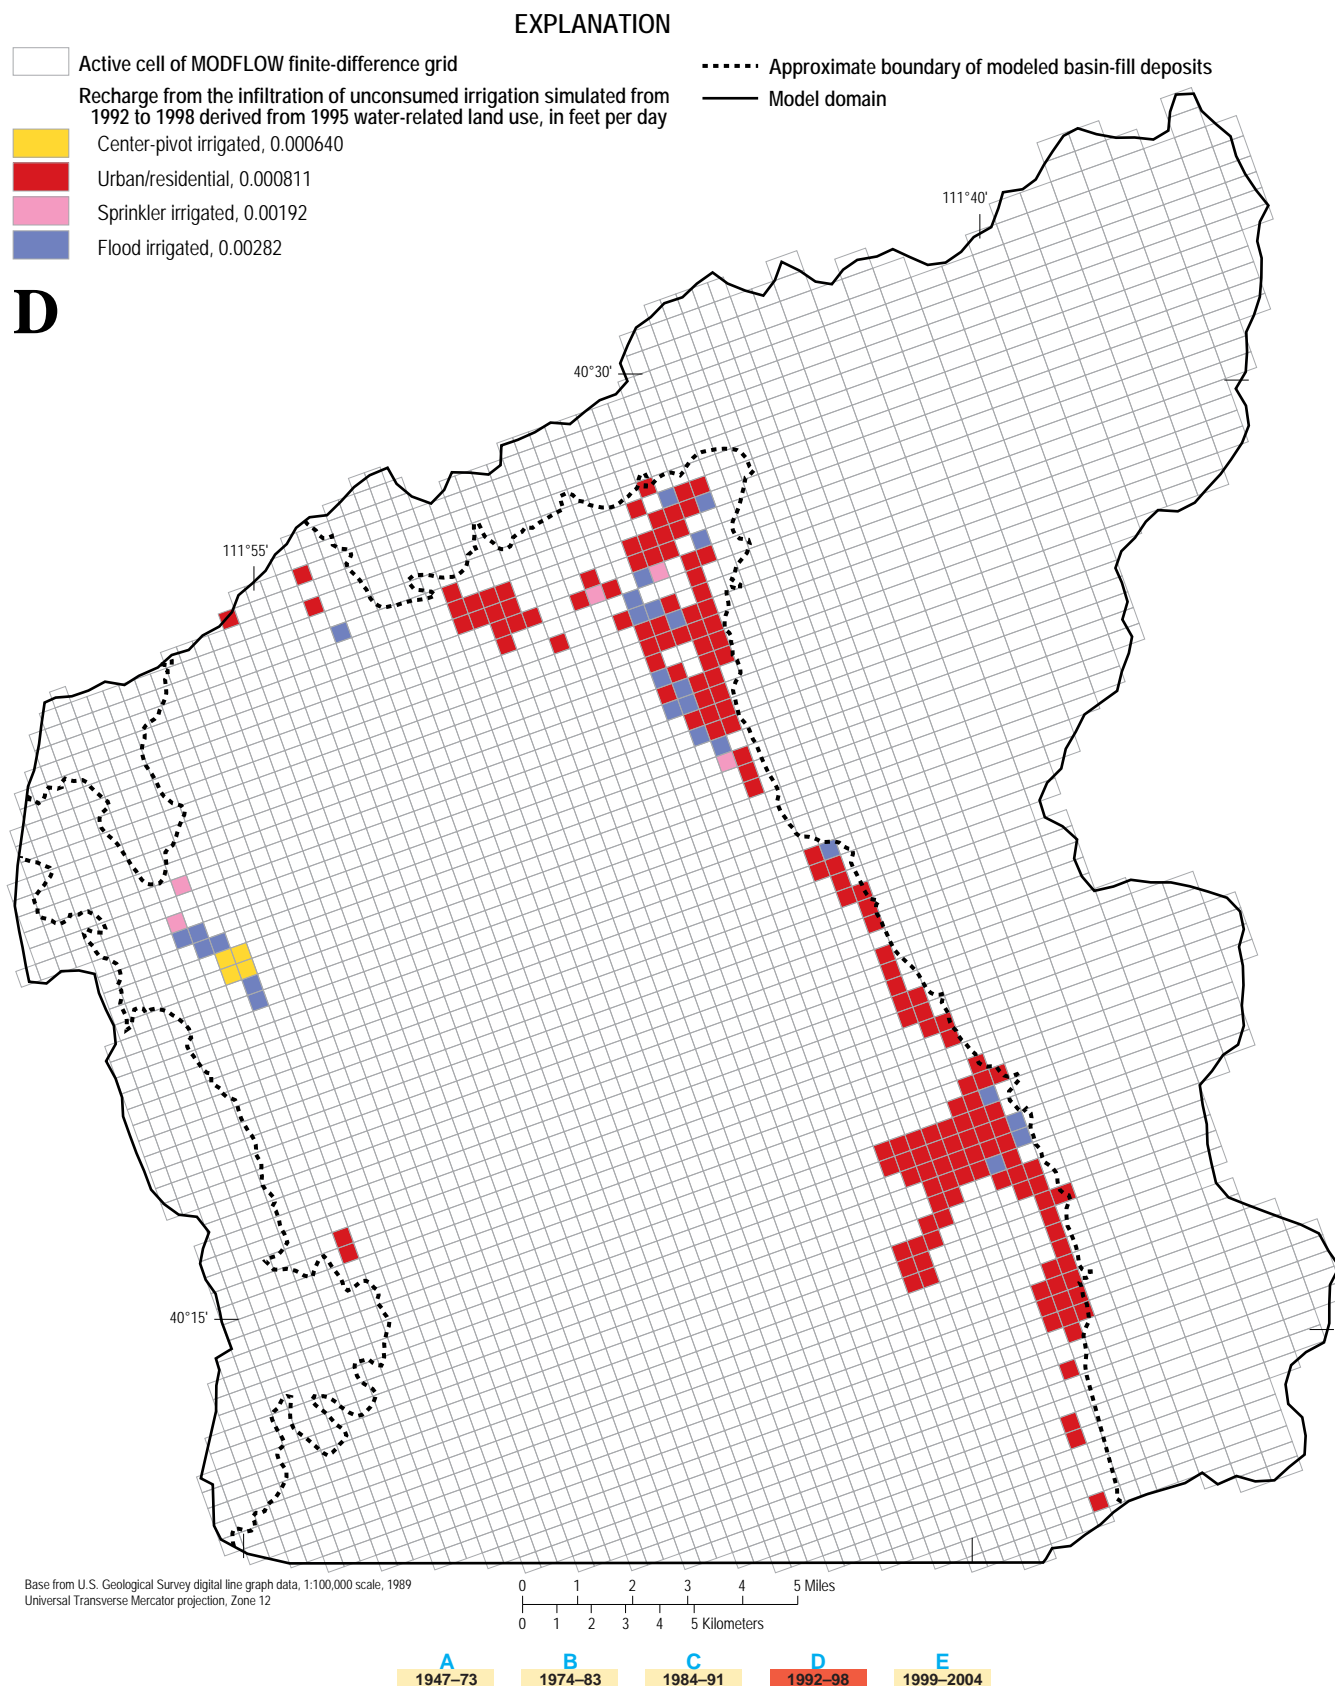 EXPLANATION
Active cell of MODFLOW finite-difference grid
Recharge from the infiltration of unconsumed irrigation simulated from
1992 to 1998 derived from 1995 water-related land use, in feet per day
Center-pivot irrigated, 0.000640
Urban/residential, 0.000811
Sprinkler irrigated, 0.00192
Flood irrigated, 0.00282
Approximate boundary of modeled basin-fill deposits
Model domain
D
111°40'
40°30'
111°55'
40°15'
Base from U.S. Geological Survey digital line graph data, 1:100,000 scale, 1989
Universal Transverse Mercator projection, Zone 12
0 1 2 3 4 5 Miles
0 1 2 3 4 5 Kilometers
A B C D E
1947–73 1974–83 1984–91 1992–98 1999–2004